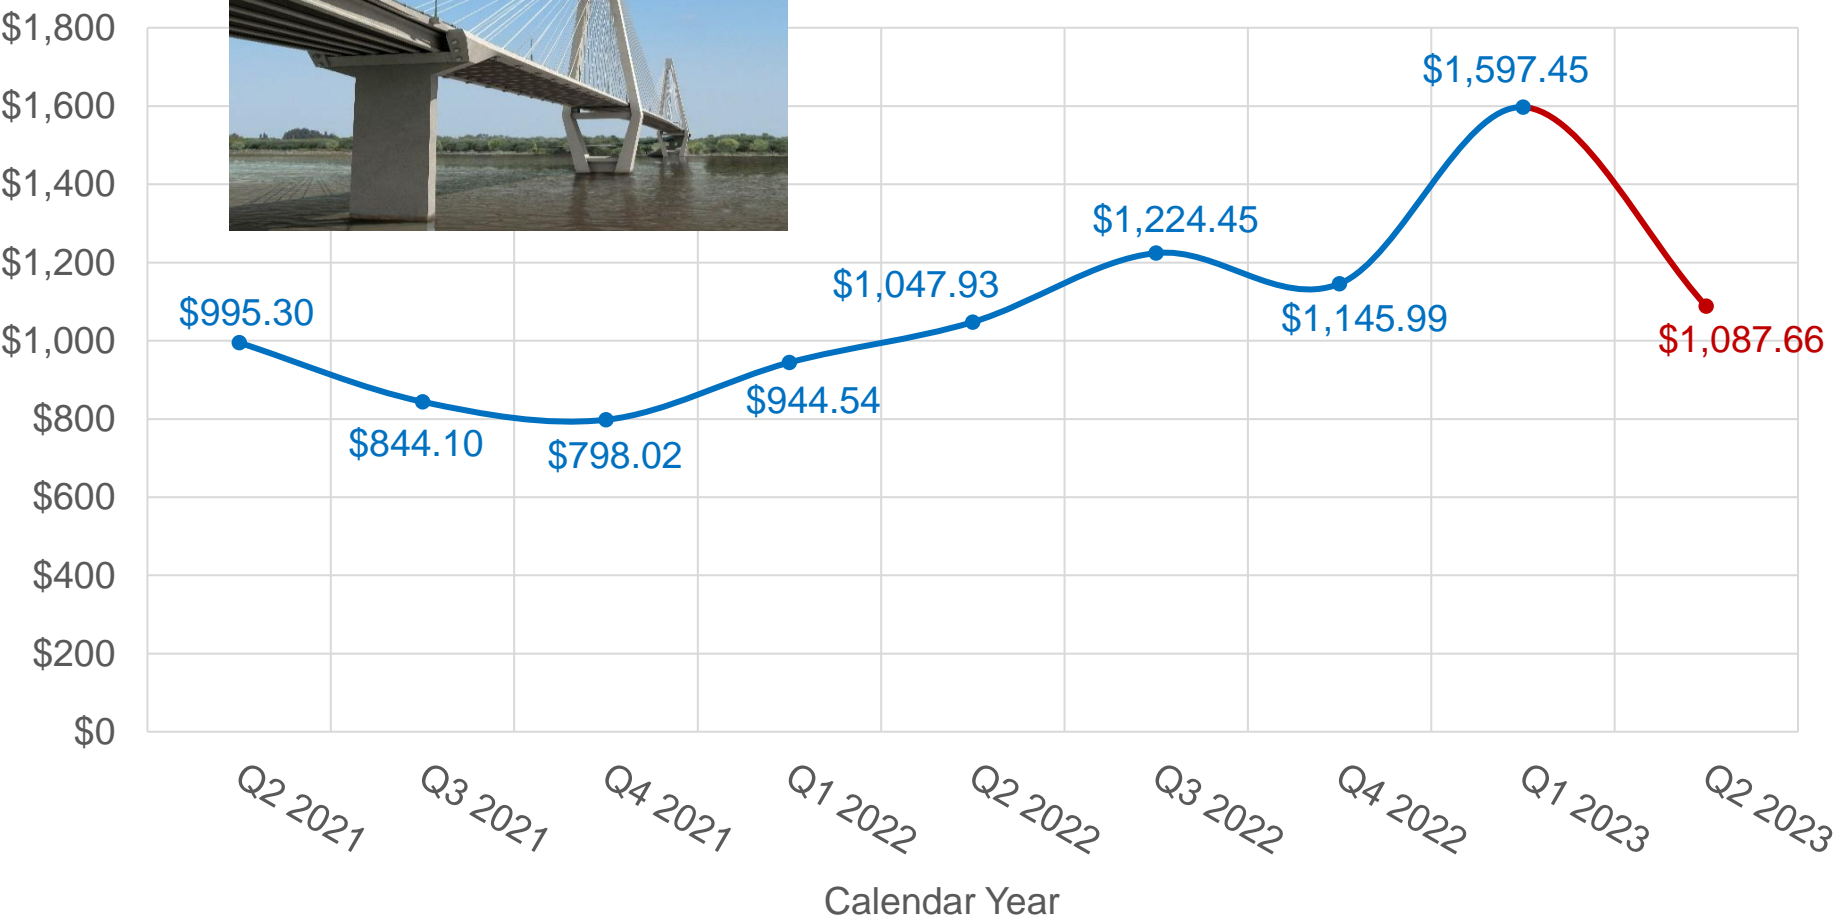 $1,800
$1,600
$1,400
$1,200
$1,000
$800
$600
$400
$200
$0
$995.30
$844.10
$798.02
$944.54
$1,047.93
$1,224.45
$1,145.99
$1,597.45
$1,087.66
Q2 2021
Q3 2021
Q4 2021
Q1 2022
Q2 2022
Q3 2022
Q4 2022
Q1 2023
Q2 2023
Calendar Year